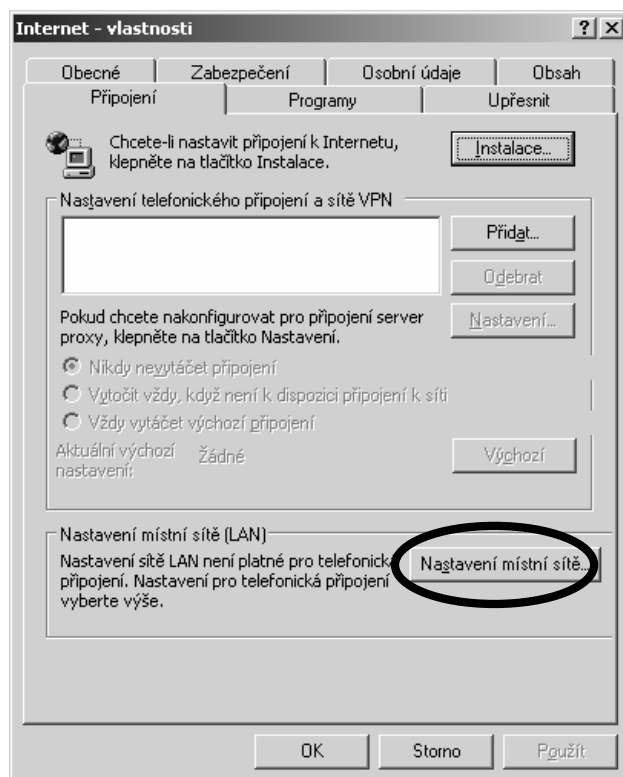 Internet - vlastnosti
Obecné Zabezpečení Osobní údaje Obsah
Připojení Programy Upřesnit
Chcete-li nastavit připojení k Internetu,
klepněte na tlačítko Instalace.
Instalace...
Nastavení telefonického připojení a sítě VPN
Přidat...
Odebrat
Pokud chcete nakonfigurovat pro připojení server
proxy, klepněte na tlačítko Nastavení.
Nastavení...
Nikdy nevytáčet připojení
Vytočit vždy, když není k dispozici připojení k síti
Vždy vytáčet výchozí připojení
Aktuální výchozí
nastavení:
Žádné
Výchozí
Nastavení místní sítě (LAN)
Nastavení sítě LAN není platné pro telefonická
připojení. Nastavení pro telefonická připojení
vyberte výše.
Nastavení místní sítě...
OK Storno Použít